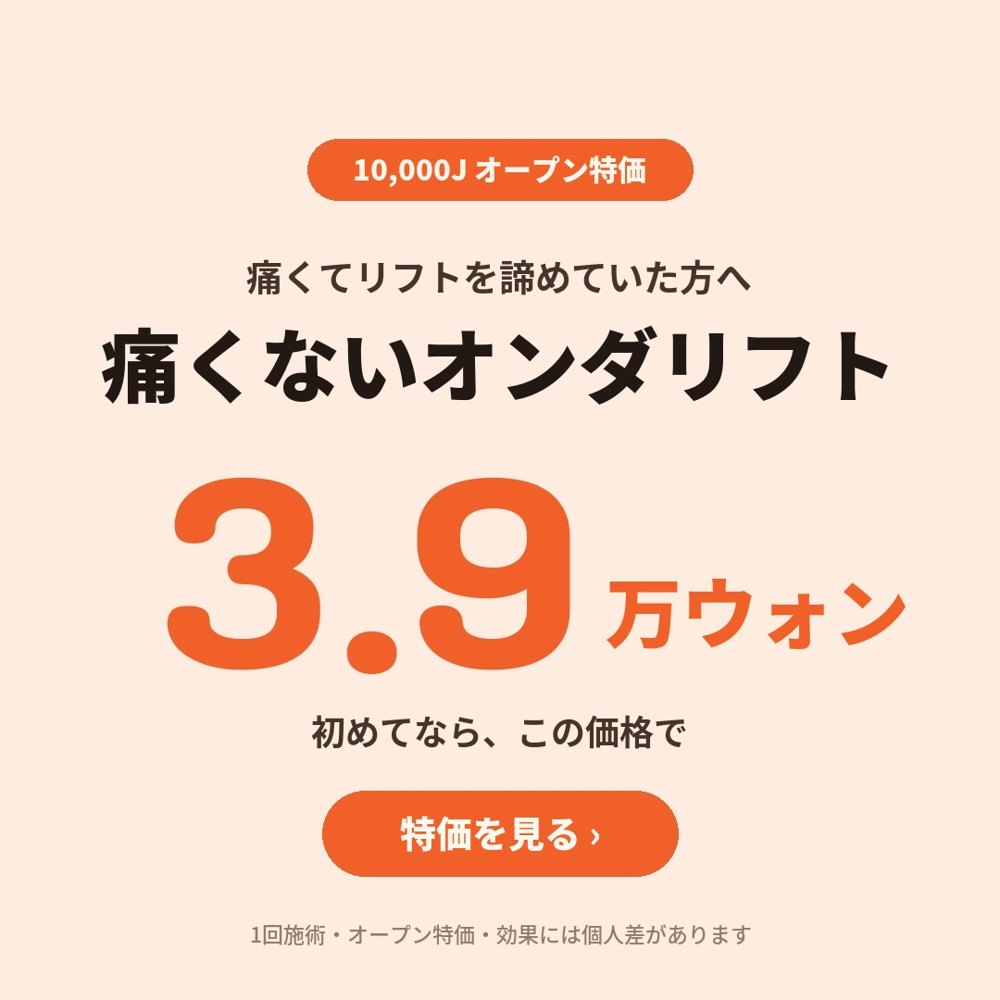 10,000J オープン特価
痛くてリフトを諦めていた方へ
痛くないオンダリフト
3.9万ウォン
初めてなら、この価格で
特価を見る ›
1回施術・オープン特価・効果には個人差があります